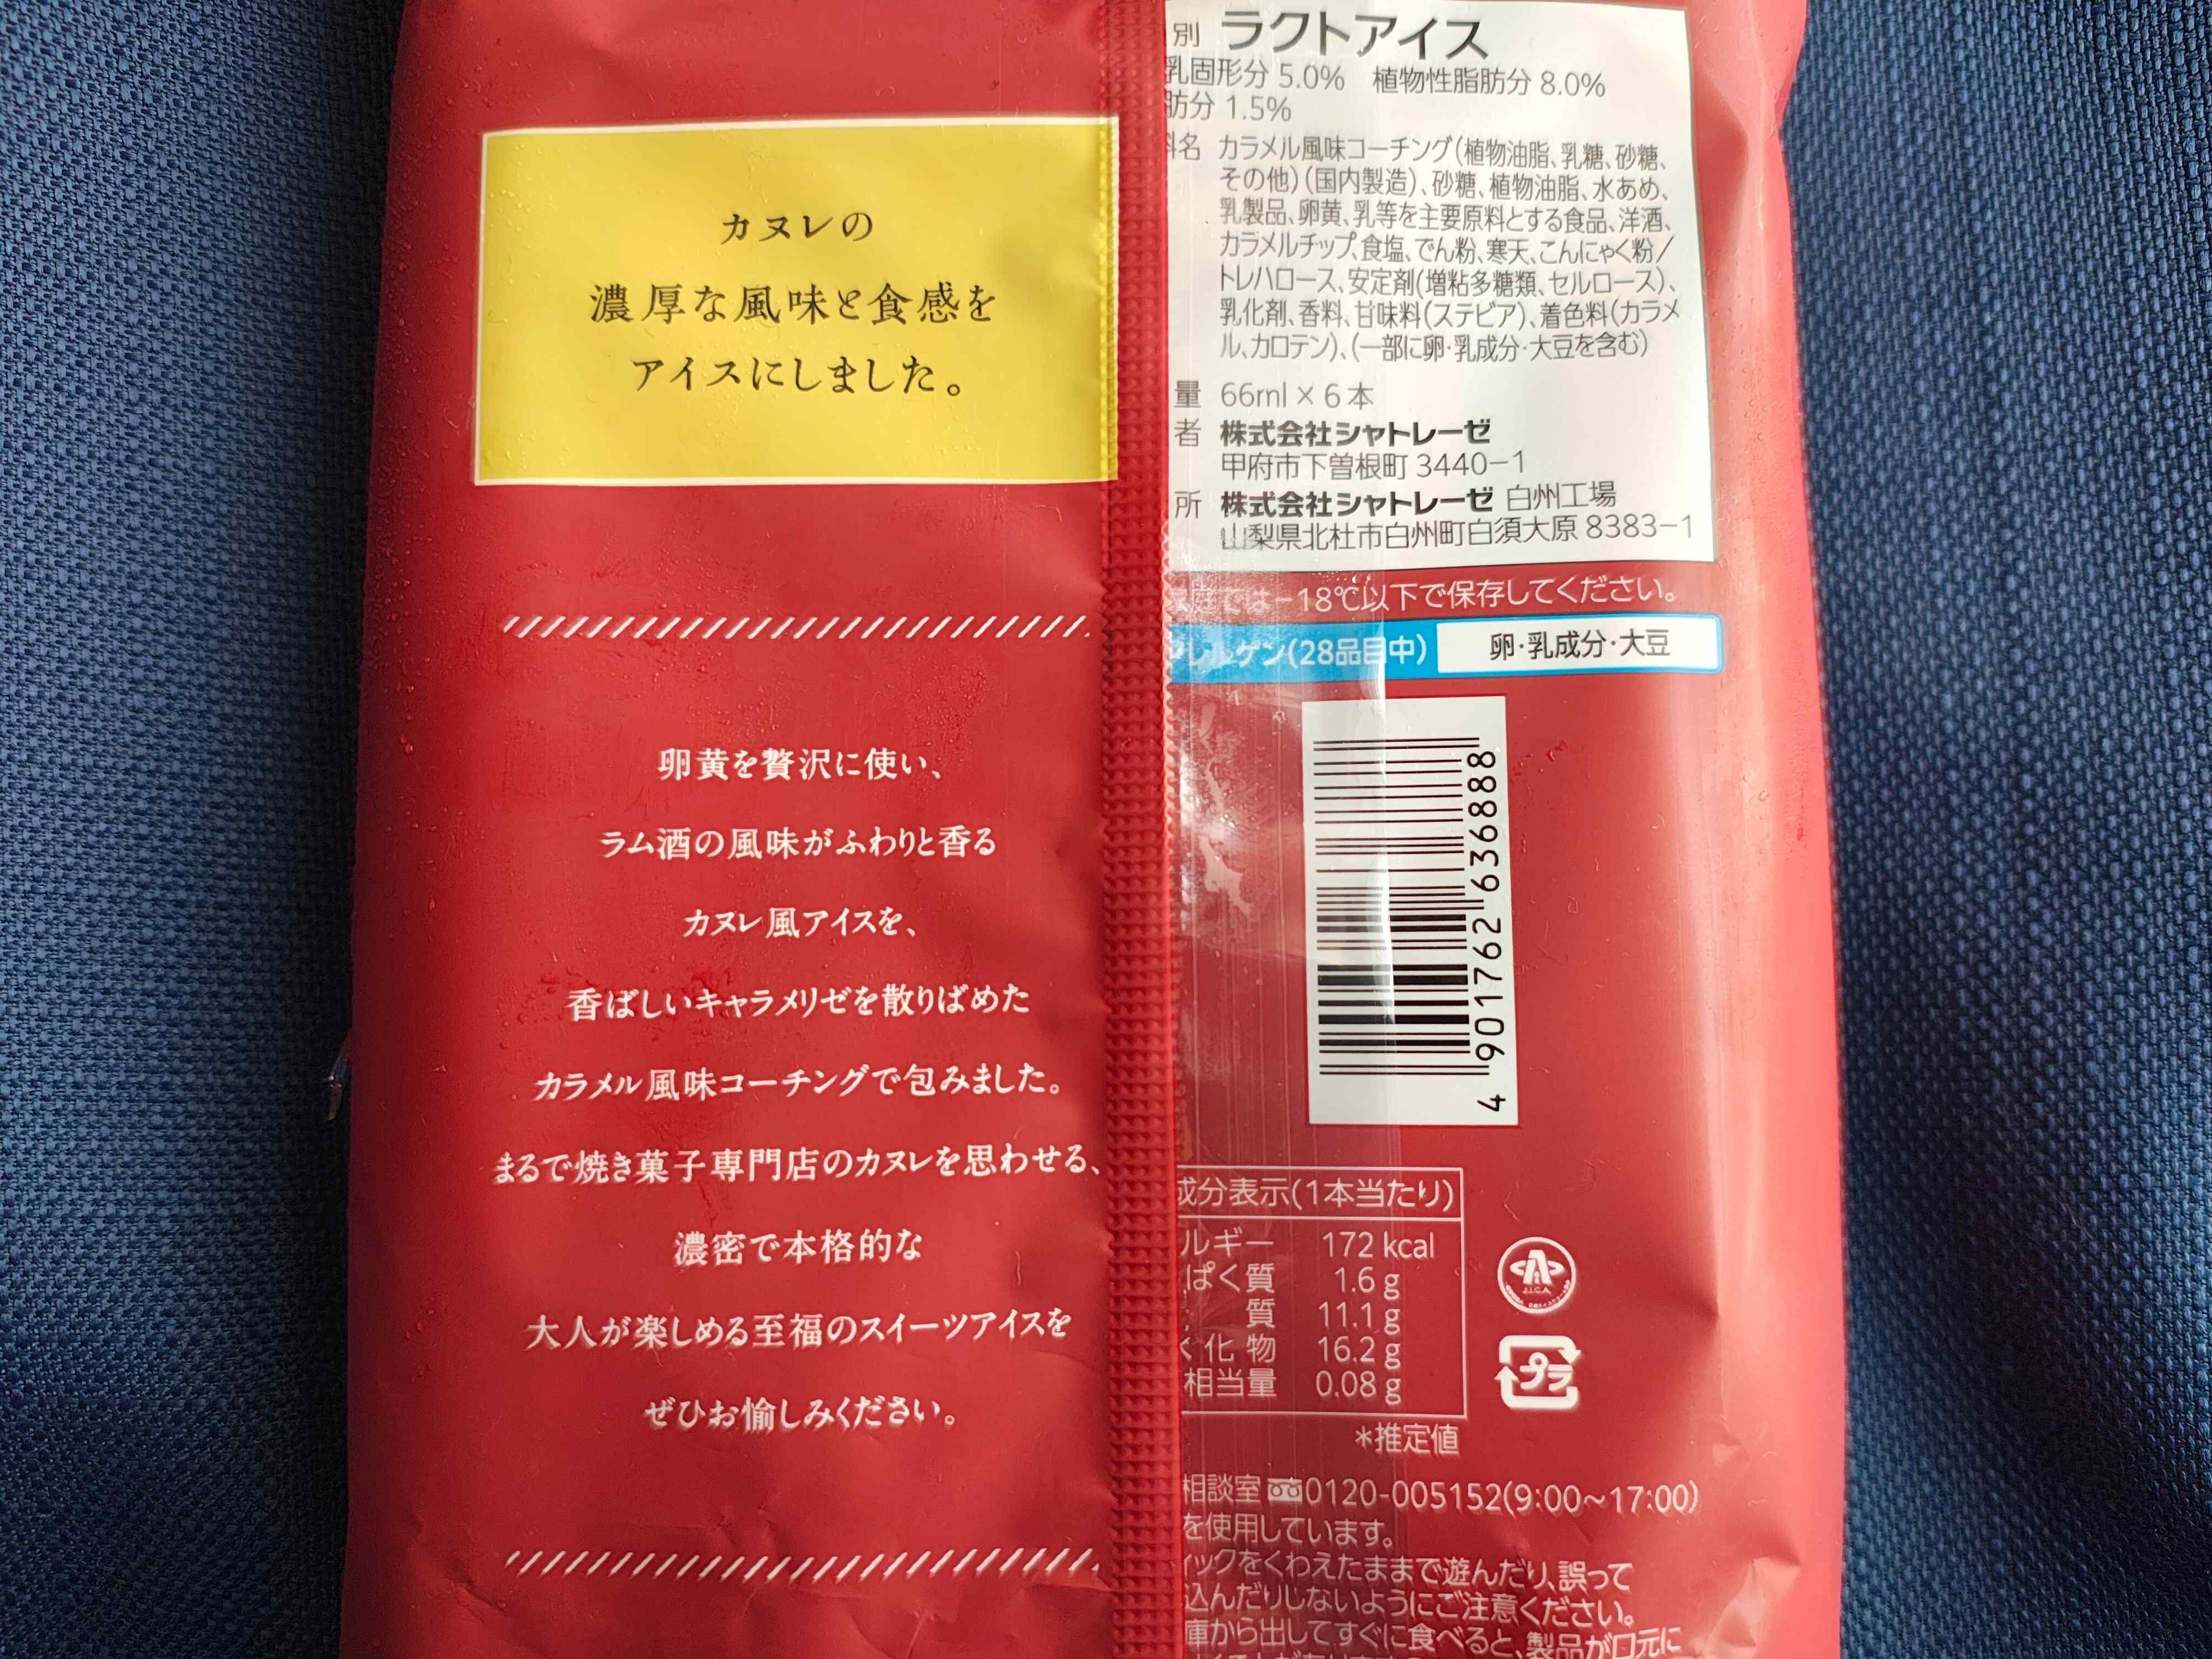 カヌレの
濃厚な風味と食感を
アイスにしました。
卵黄を贅沢に使い、
ラム酒の風味がふわりと香る
カヌレ風アイスを、
香ばしいキャラメリゼを散りばめた
カラメル風味コーチングで包みました。
まるで焼き菓子専門店のカヌレを思わせる、
濃密で本格的な
大人が楽しめる至福のスイーツアイスを
ぜひお愉しみください。
別 ラクトアイス
乳固形分 5.0% 植物性脂肪分 8.0%
肪分 1.5%
料名 カラメル風味コーチング(植物油脂、乳糖、砂糖、
その他)(国内製造)、砂糖、植物油脂、水あめ、
乳製品、卵黄、乳等を主要原料とする食品、洋酒、
カラメルチップ、食塩、でん粉、寒天、こんにゃく粉/
トレハロース、安定剤(増粘多糖類、セルロース)、
乳化剤、香料、甘味料(ステビア)、着色料(カラメ
ル、カロテン)、(一部に卵・乳成分・大豆を含む)
量 66ml×6本
者 株式会社シャトレーゼ
甲府市下曽根町 3440-1
所 株式会社シャトレーゼ 白州工場
山梨県北杜市白州町白須大原 8383-1
家庭では-18℃以下で保存してください。
アレルゲン(28品目中) 卵・乳成分・大豆
4 901762 636888
成分表示(1本当たり)
ルギー 172 kcal
ぱく質 1.6 g
質 11.1 g
く化物 16.2 g
相当量 0.08 g
*推定値
J.I.C.A.
プラ
相談室 0120-005152(9:00~17:00)
を使用しています。
ィックをくわえたままで遊んだり、誤って
込んだりしないようにご注意ください。
庫から出してすぐに食べると、製品が口元に